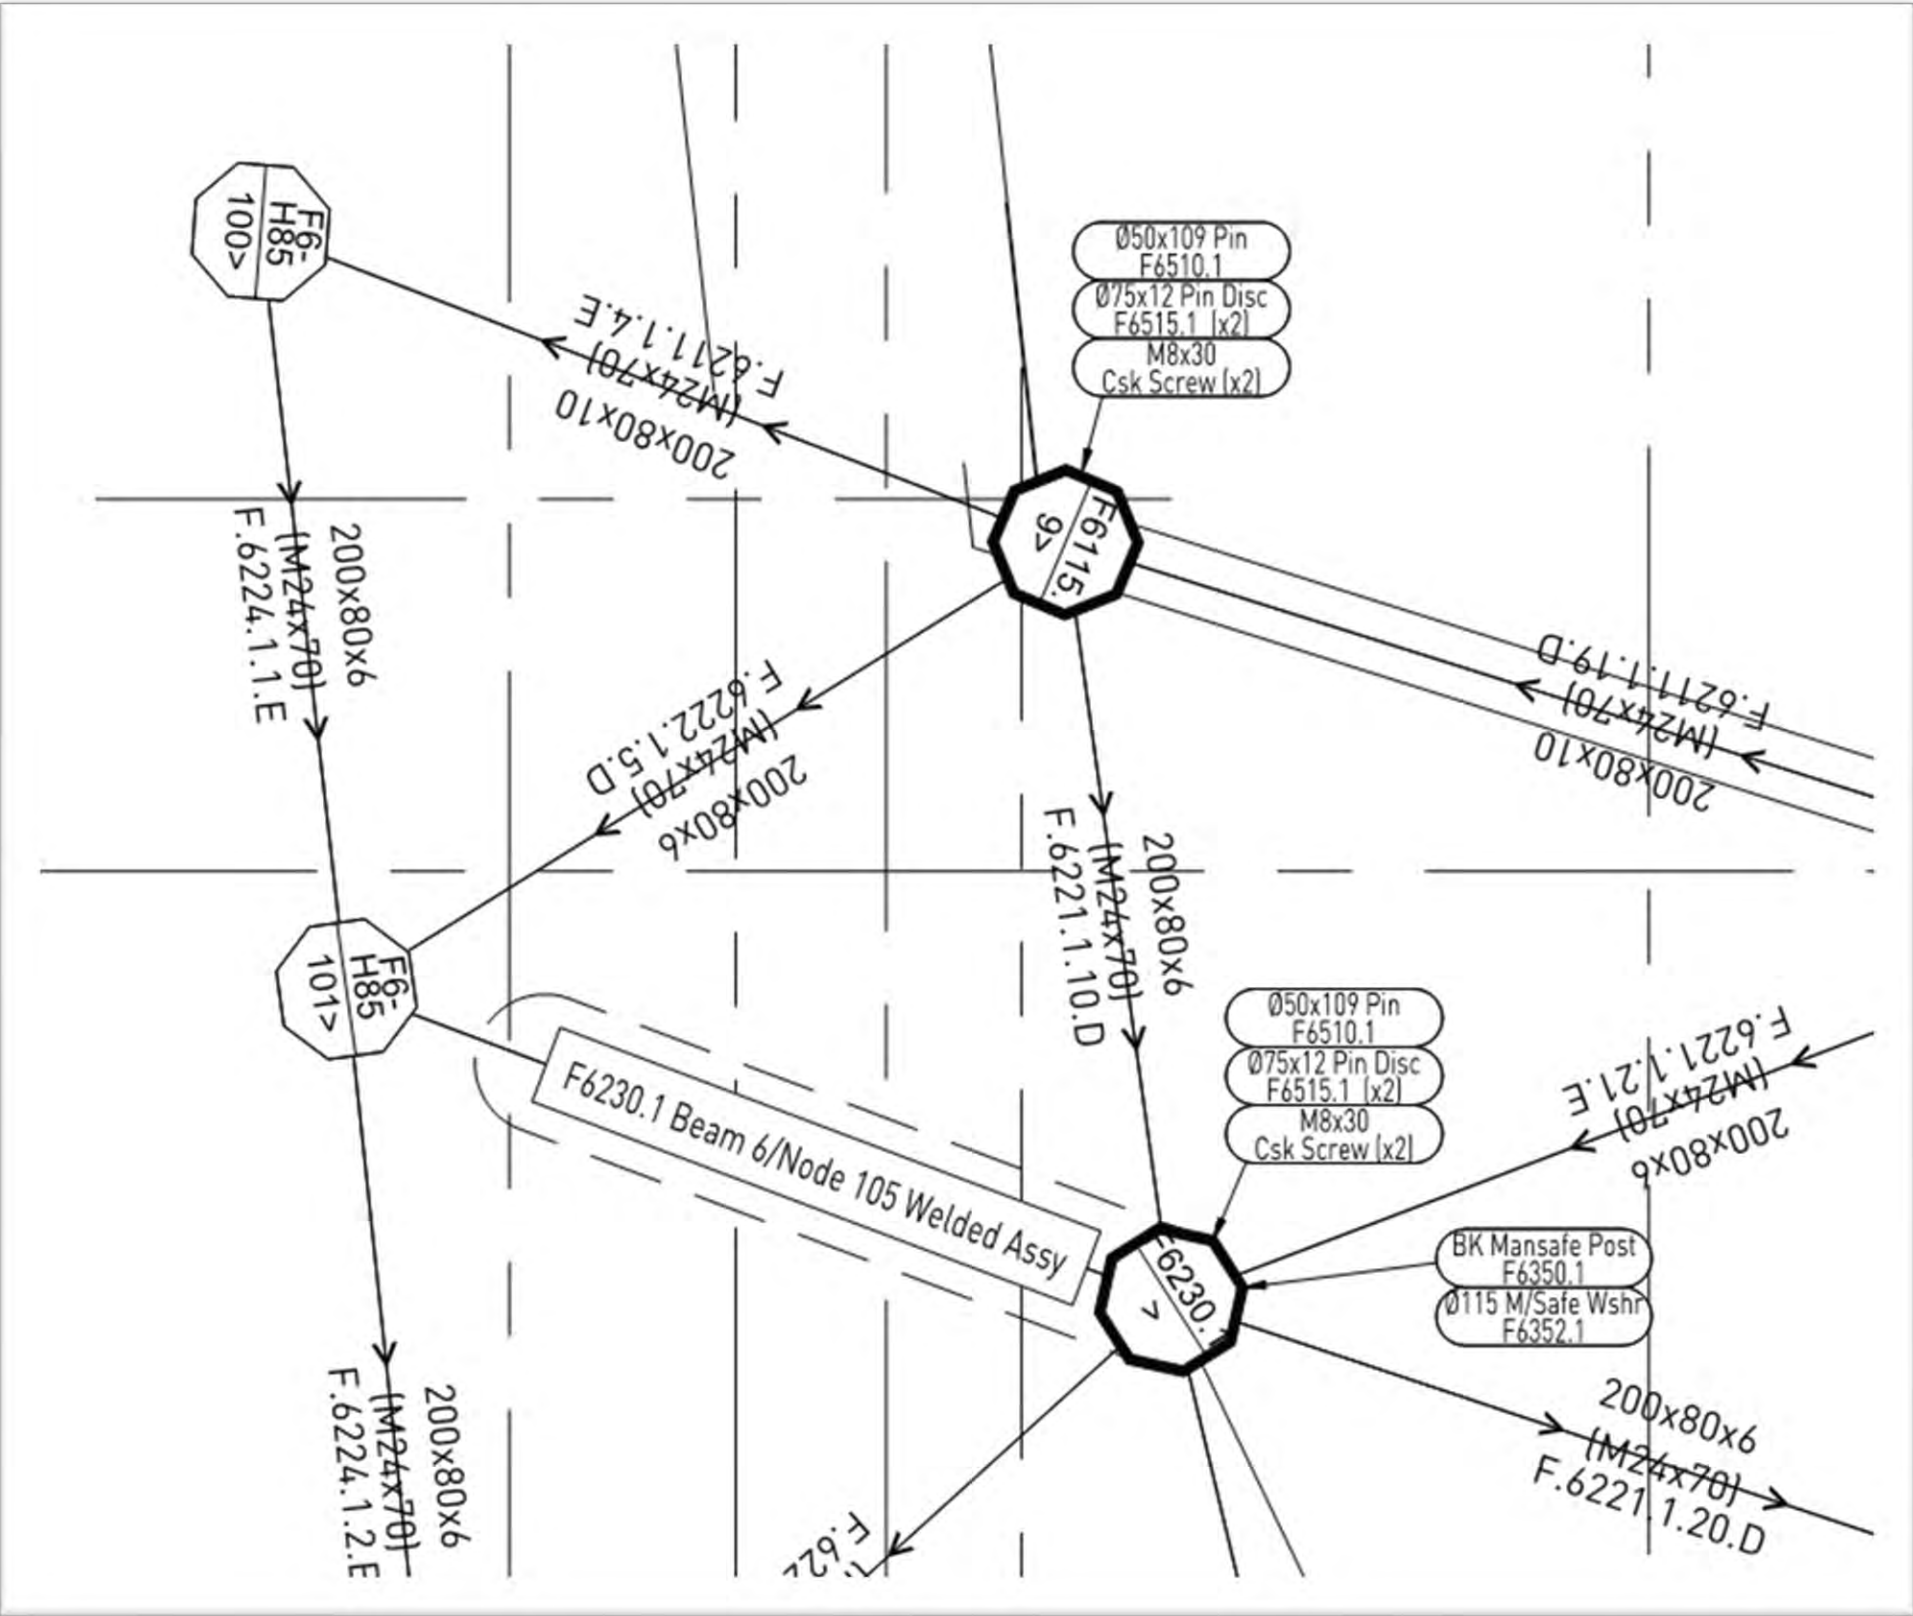 F6-
H85
100>
F.6211.1.4.E
(M24x70)
200x80x10
Ø50x109 Pin
F6510.1
Ø75x12 Pin Disc
F6515.1 (x2)
M8x30
Csk Screw (x2)
F6115.
9>
200x80x6
(M24x70)
F.6224.1.1.E
F.6222.1.5.D
(M24x70)
200x80x6
F.6211.1.19.D
(M24x70)
200x80x10
200x80x6
(M24x70)
F.6221.1.10.D
F6-
H85
101>
F6230.1 Beam 6/Node 105 Welded Assy
Ø50x109 Pin
F6510.1
Ø75x12 Pin Disc
F6515.1 (x2)
M8x30
Csk Screw (x2)
F.6221.1.21.E
(M24x70)
200x80x6
F6230.1
>
BK Mansafe Post
F6350.1
Ø115 M/Safe Wshr
F6352.1
200x80x6
(M24x70)
F.6224.1.2.E
200x80x6
(M24x70)
F.6221.1.20.D